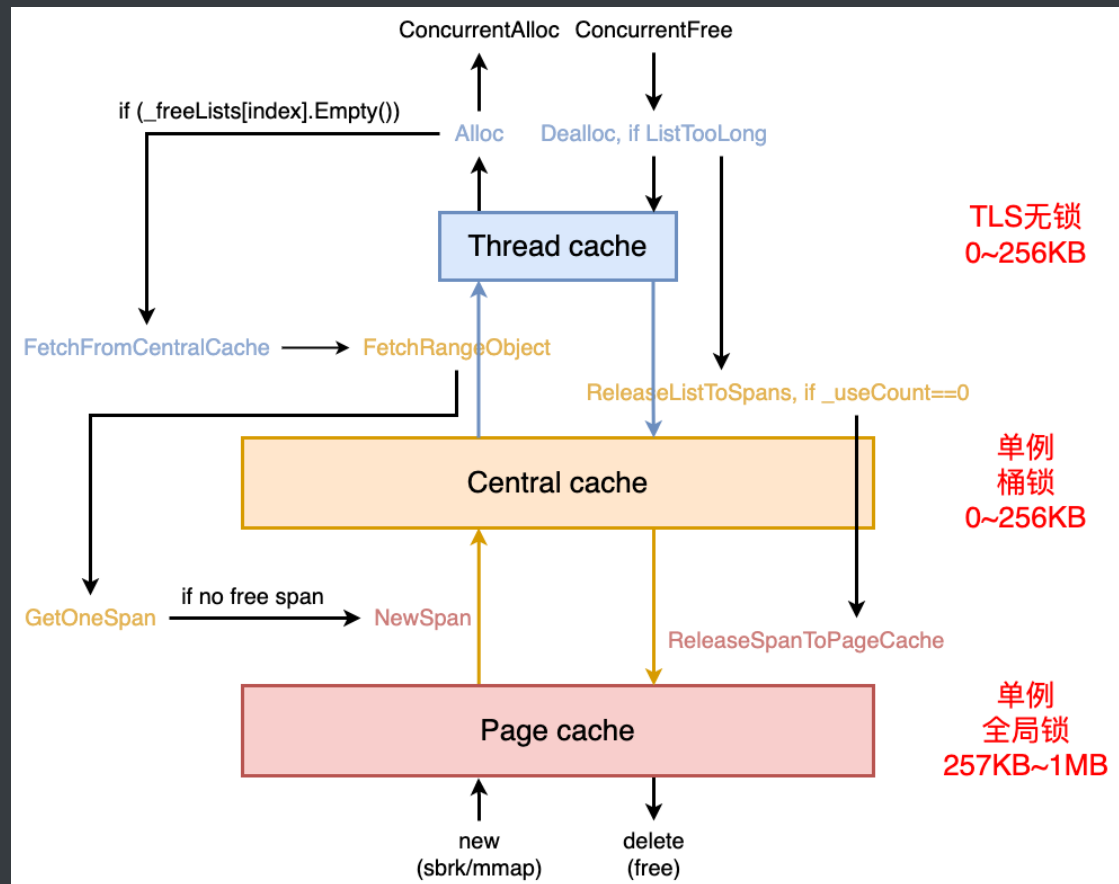 ConcurrentAlloc ConcurrentFree
if (_freeLists[index].Empty())
Alloc
Dealloc, if ListTooLong
Thread cache
TLS无锁
0~256KB
FetchFromCentralCache
FetchRangeObject
ReleaseListToSpans, if _useCount==0
Central cache
单例
桶锁
0~256KB
GetOneSpan
if no free span
NewSpan
ReleaseSpanToPageCache
Page cache
单例
全局锁
257KB~1MB
new
(sbrk/mmap)
delete
(free)